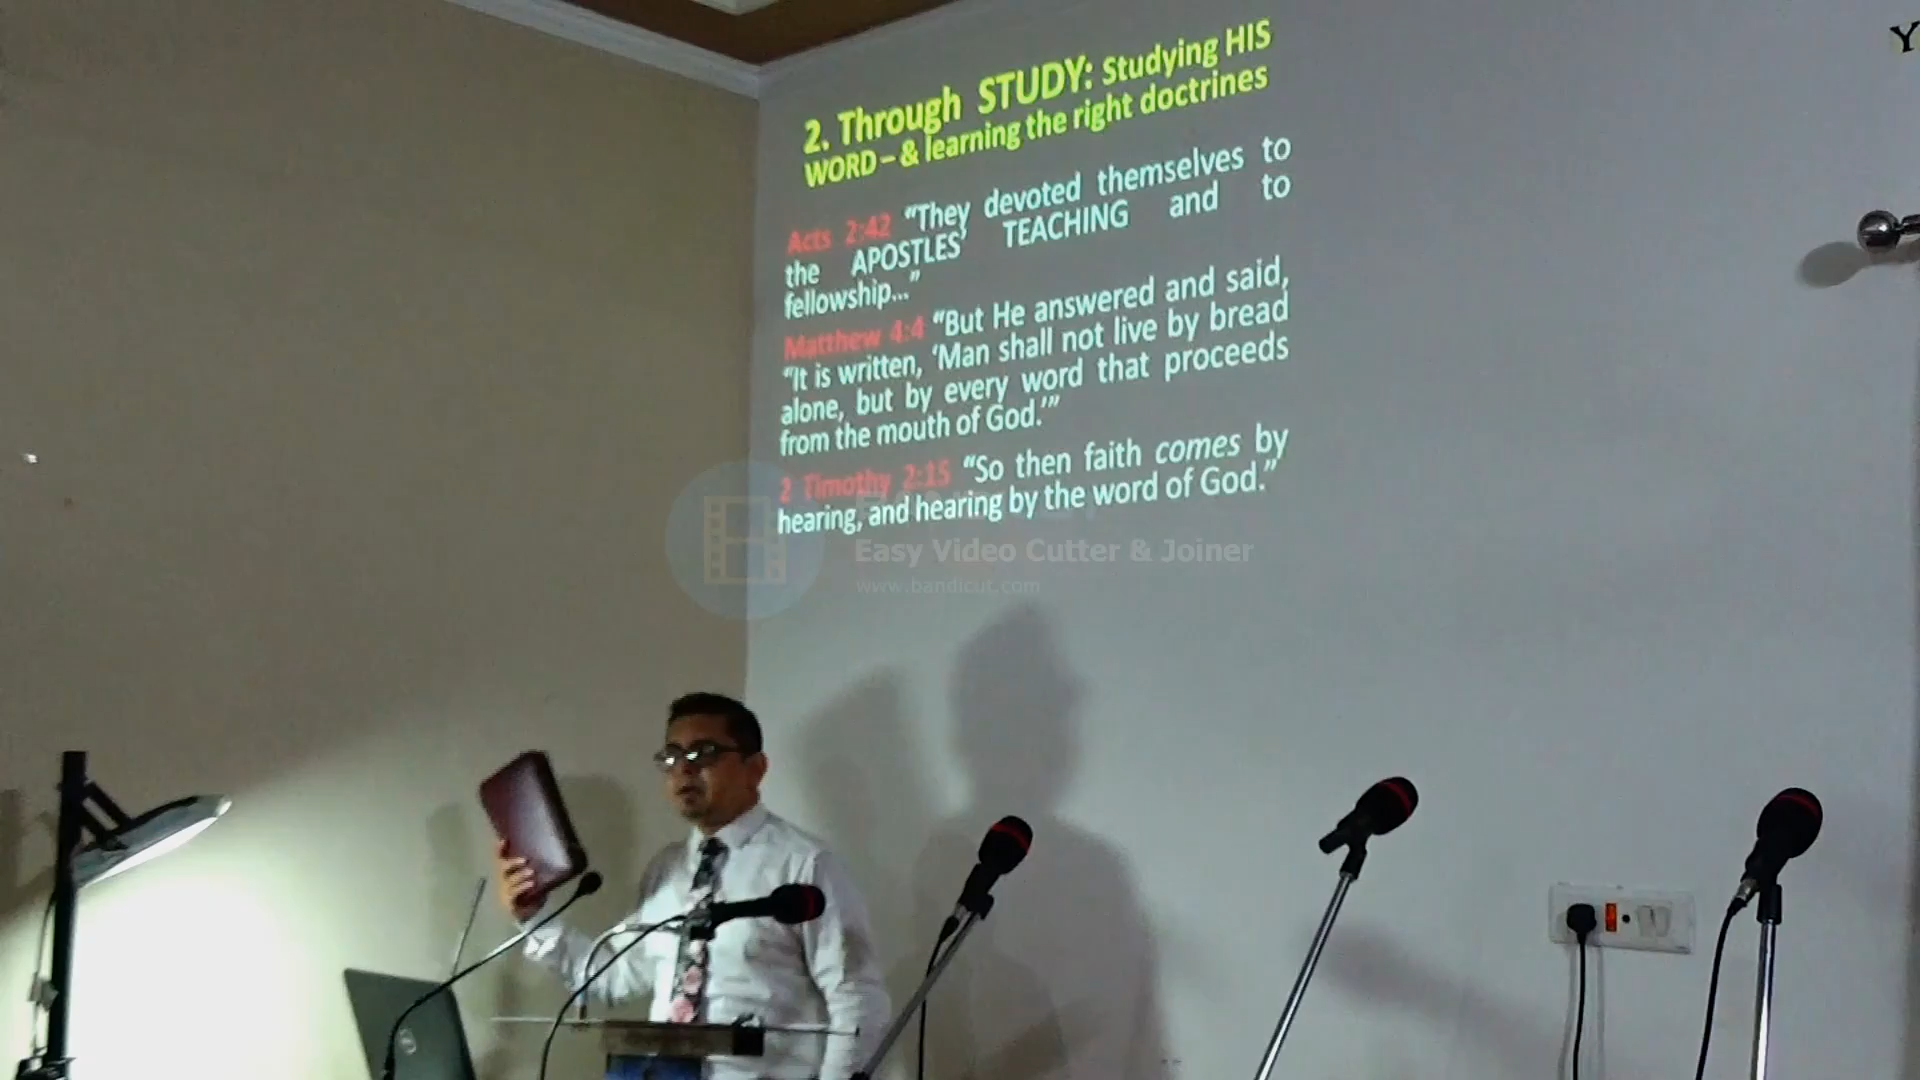 2. Through STUDY: Studying HIS
WORD – & learning the right doctrines
Acts 2:42 “They devoted themselves to
the APOSTLES’ TEACHING and to
fellowship...”
Matthew 4:4 “But He answered and said,
“It is written, ‘Man shall not live by bread
alone, but by every word that proceeds
from the mouth of God.’”
2 Timothy 2:15 “So then faith comes by
hearing, and hearing by the word of God.”
Easy Video Cutter & Joiner
www.bandicut.com
Y